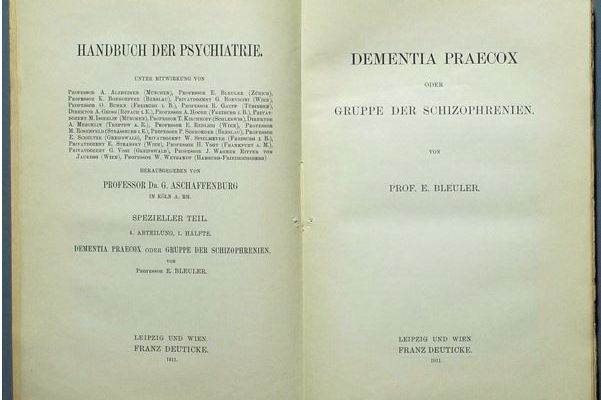 HANDBUCH DER PSYCHIATRIE.
UNTER MITWIRKUNG VON
PROFESSOR A. ALZHEIMER (MÜNCHEN), PROFESSOR E. BLEULER (ZÜRICH),
PROFESSOR K. BONHOEFFER (BRESLAU), PRIVATDOZENT G. BONVICINI (WIEN),
PROFESSOR O. BUMKE (FREIBURG I. B.), PROFESSOR R. GAUPP (TÜBINGEN),
DIREKTOR A. GROSS (RUFACH I. E.), PROFESSOR A. HOCHE (FREIBURG I. B.), PRIVAT-
DOZENT M. ISSERLIN (MÜNCHEN), PROFESSOR T. KIRCHHOFF (SCHLESWIG), DIREKTOR
A. MERCKLIN (TREPTOW A. R.), PROFESSOR E. REDLICH (WIEN), PROFESSOR
M. ROSENFELD (STRASSBURG I. E.), PROFESSOR P. SCHROEDER (BRESLAU), PROFESSOR
E. SCHULTZE (GREIFSWALD), PRIVATDOZENT W. SPIELMEYER (FREIBURG I. B.),
PRIVATDOZENT E. STRANSKY (WIEN), PROFESSOR H. VOGT (FRANKFURT A. M.),
PRIVATDOZENT G. VOSS (GREIFSWALD), PROFESSOR J. WAGNER RITTER VON
JAUREGG (WIEN), PROFESSOR W. WEYGANDT (HAMBURG-FRIEDRICHSBERG)
HERAUSGEGEBEN VON
PROFESSOR DR. G. ASCHAFFENBURG
IN KÖLN A. RH.
SPEZIELLER TEIL.
4. ABTEILUNG, 1. HÄLFTE.
DEMENTIA PRAECOX ODER GRUPPE DER SCHIZOPHRENIEN.
VON
PROFESSOR E. BLEULER.
LEIPZIG UND WIEN
FRANZ DEUTICKE.
1911.
DEMENTIA PRAECOX
ODER
GRUPPE DER SCHIZOPHRENIEN.
VON
PROF. E. BLEULER.
LEIPZIG UND WIEN
FRANZ DEUTICKE.
1911.